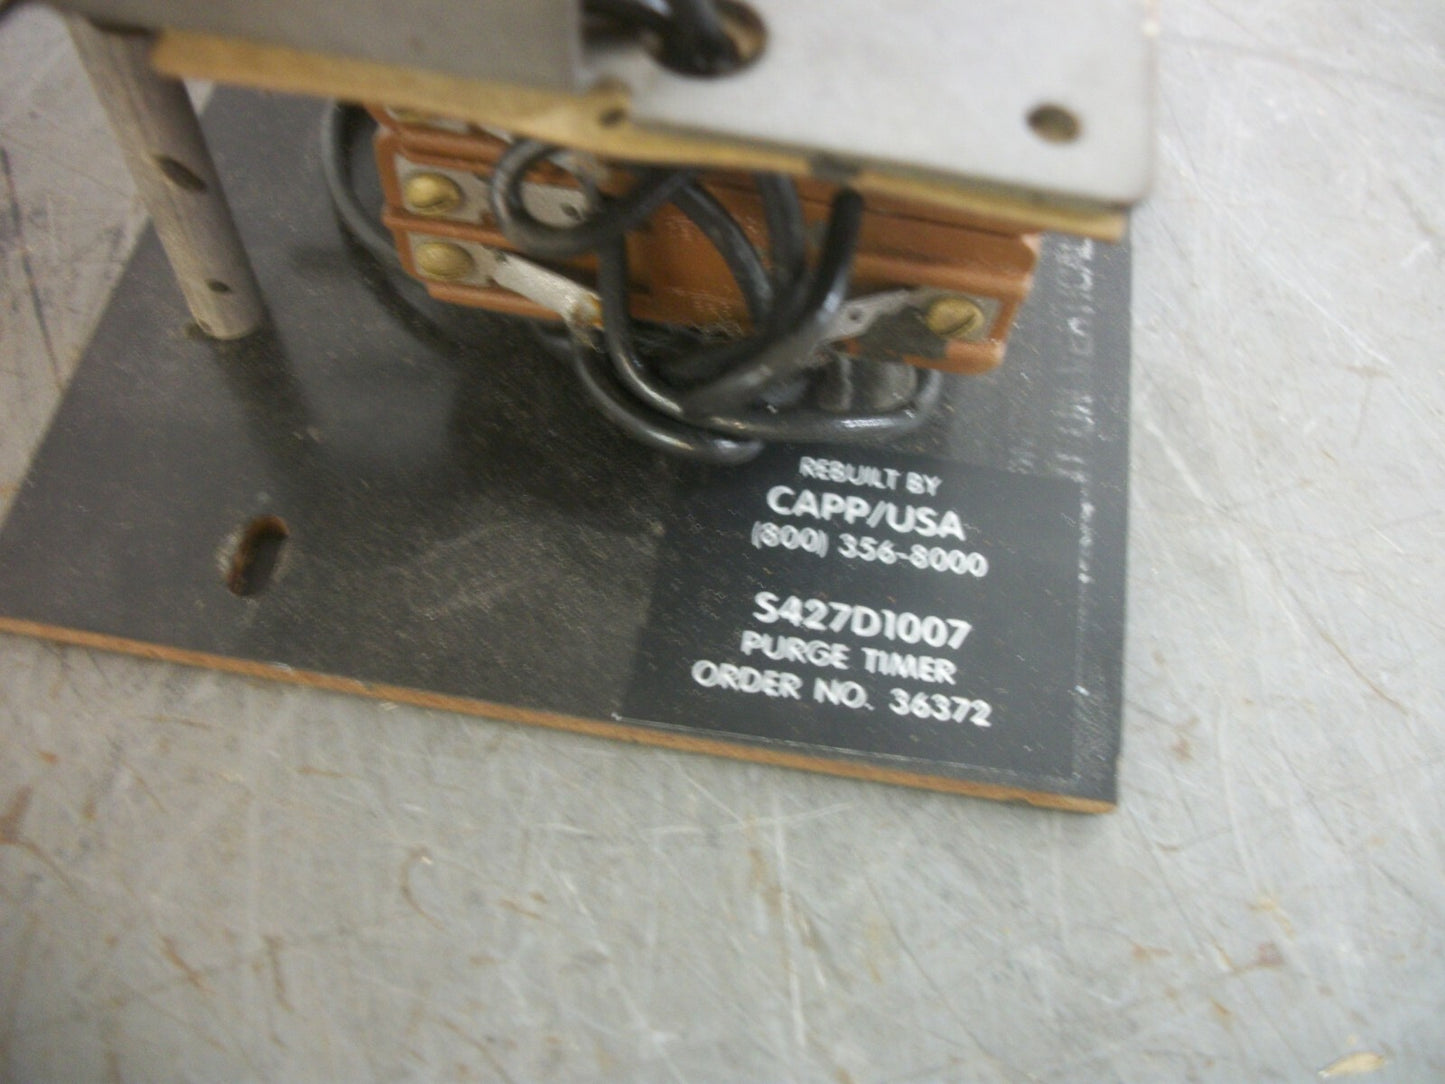 REBUILT BY
CAPP/USA
(800) 356-8000
S427D1007
PURGE TIMER
ORDER NO. 36372